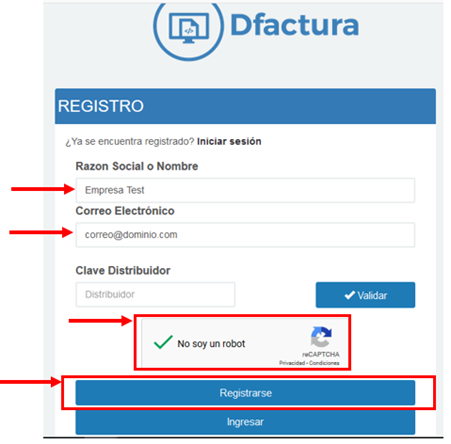 Dfactura
REGISTRO
¿Ya se encuentra registrado? Iniciar sesión
Razon Social o Nombre
Empresa Test
Correo Electrónico
correo@dominio.com
Clave Distribuidor
Distribuidor
Validar
No soy un robot
reCAPTCHA
Privacidad - Condiciones
Registrarse
Ingresar